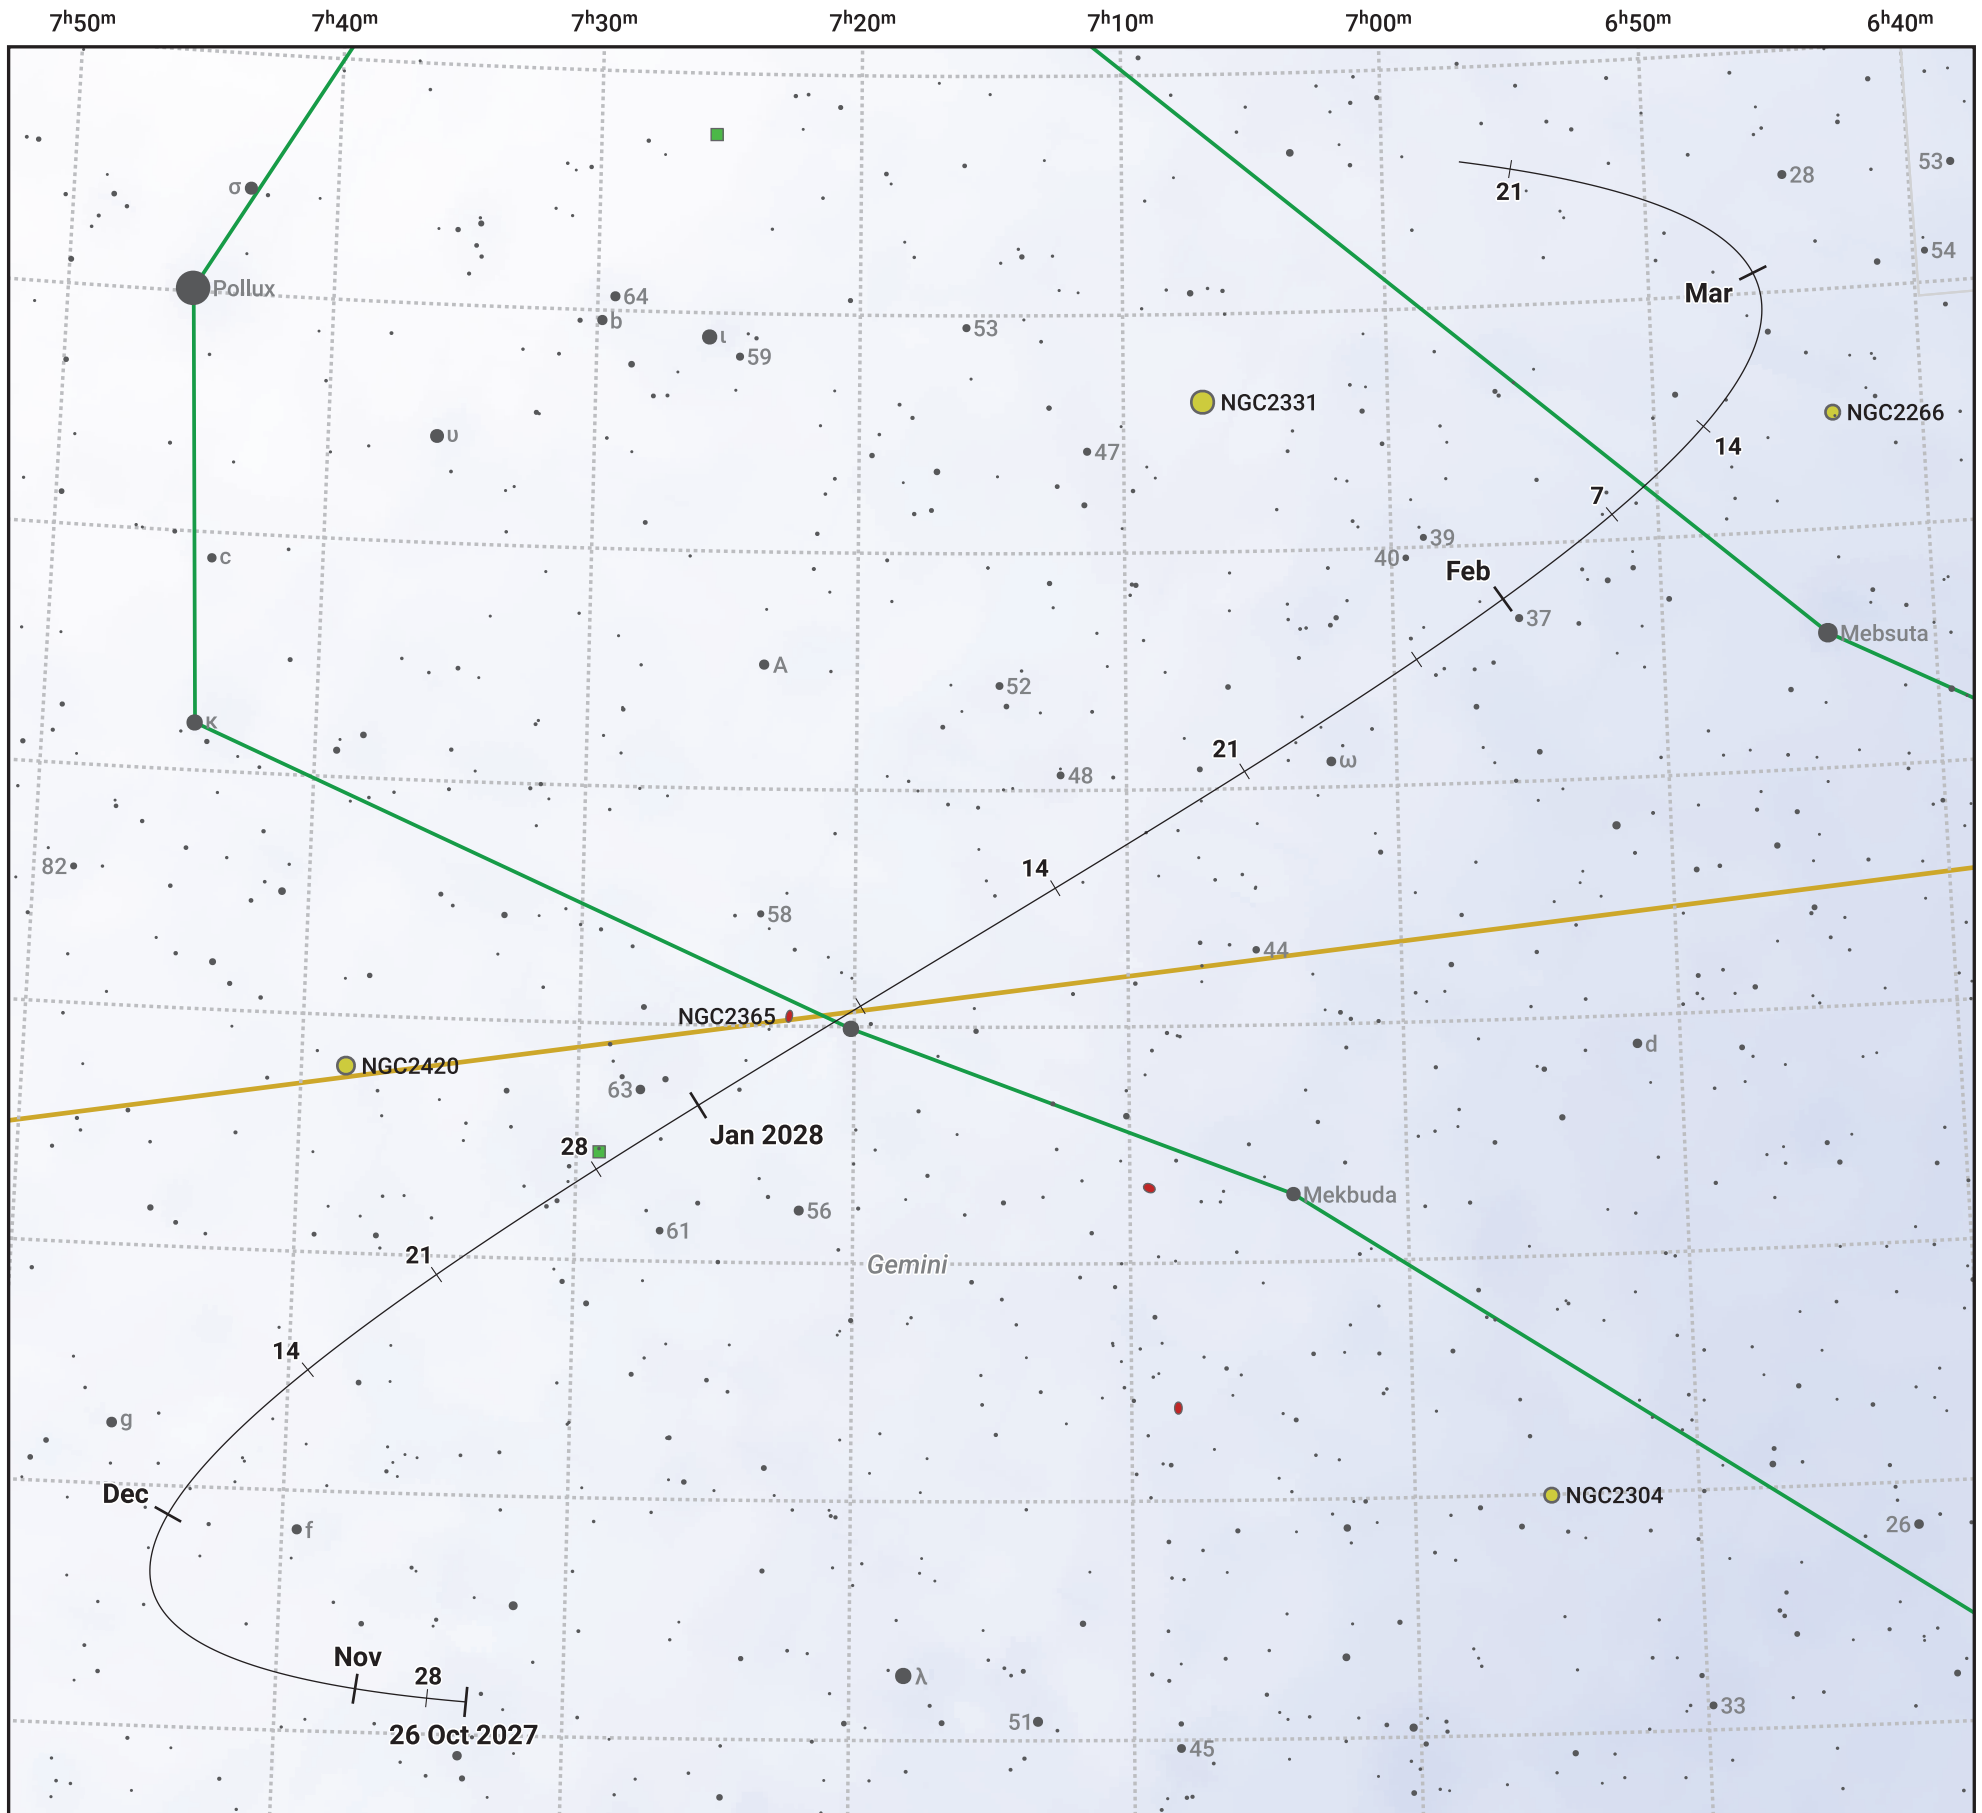 7ʰ50ᵐ 7ʰ40ᵐ 7ʰ30ᵐ 7ʰ20ᵐ 7ʰ10ᵐ 7ʰ00ᵐ 6ʰ50ᵐ 6ʰ40ᵐ
53
28
σ
21
54
Pollux
Mar
64
b
53
ι
59
NGC2331
NGC2266
υ
14
47
7
39
c
40
Feb
37
Mebsuta
A
52
κ
21
ω
48
82
14
58
44
NGC2365
d
NGC2420
63
Jan 2028
28
Mekbuda
56
61
21
Gemini
14
g
Dec
NGC2304
26
f
Nov
28
λ
33
51
26 Oct 2027
45